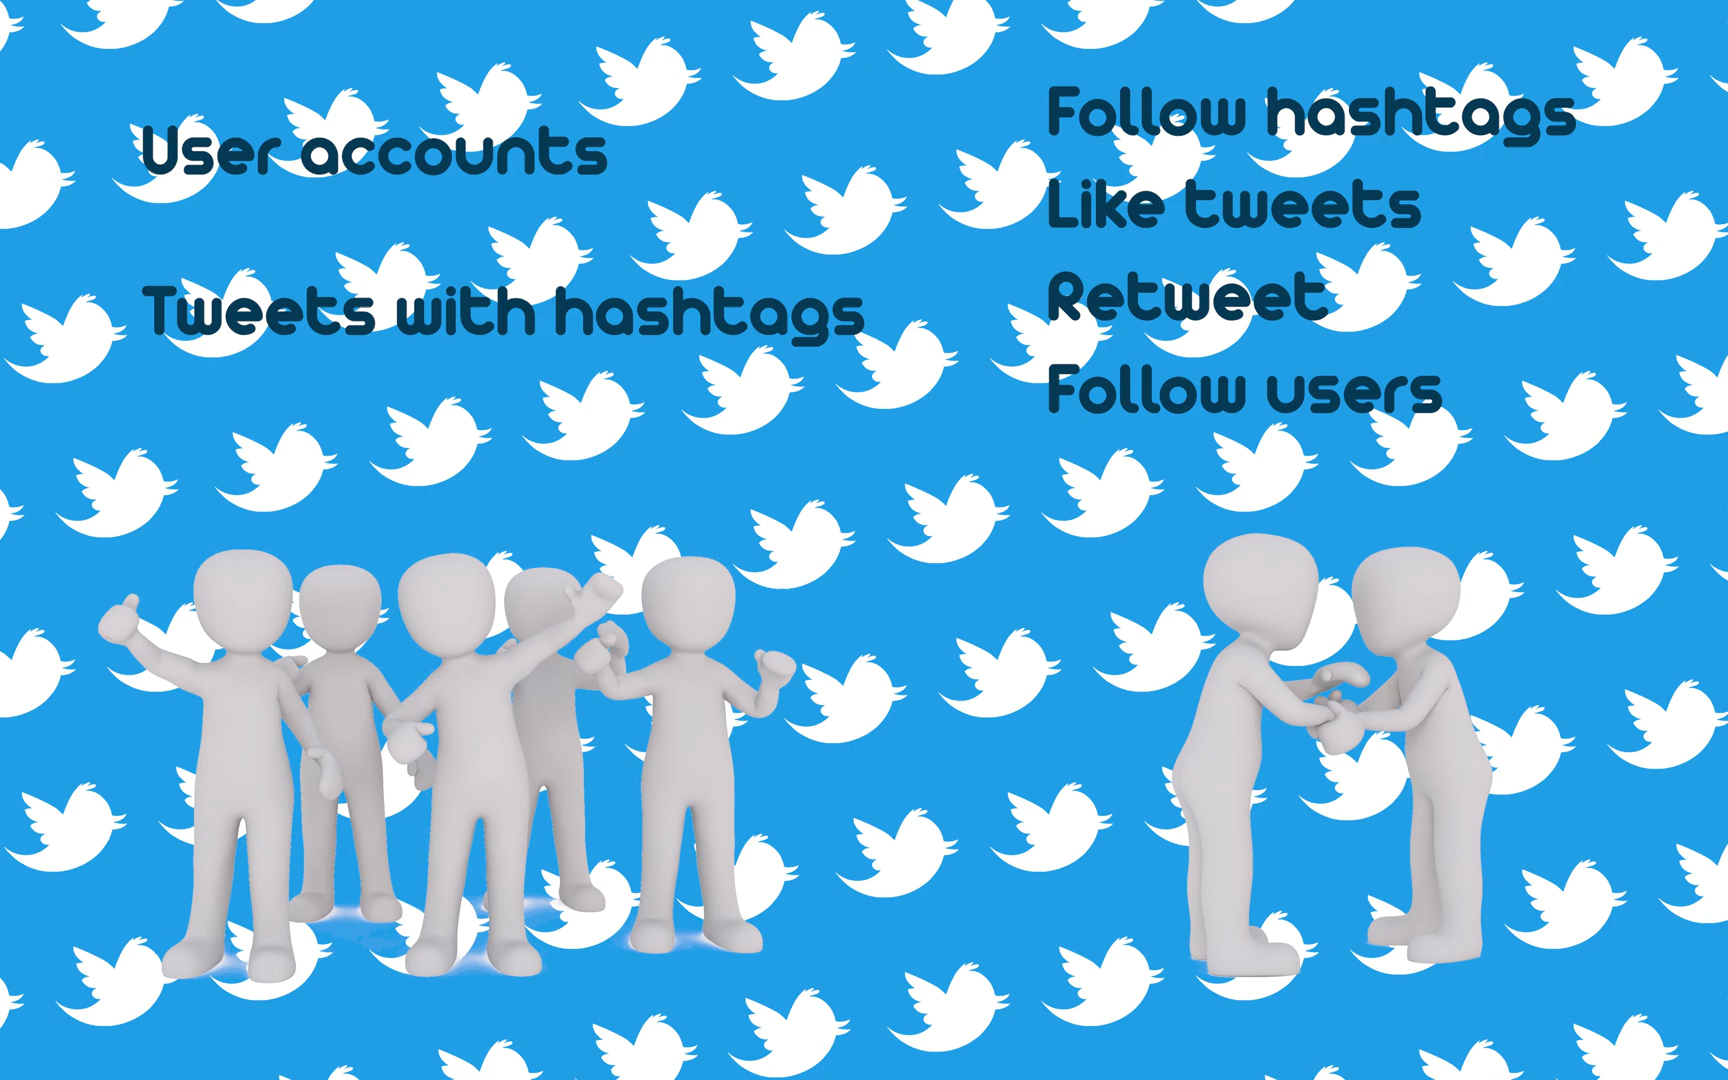 User accounts
Tweets with hashtags
Follow hashtags
Like tweets
Retweet
Follow users